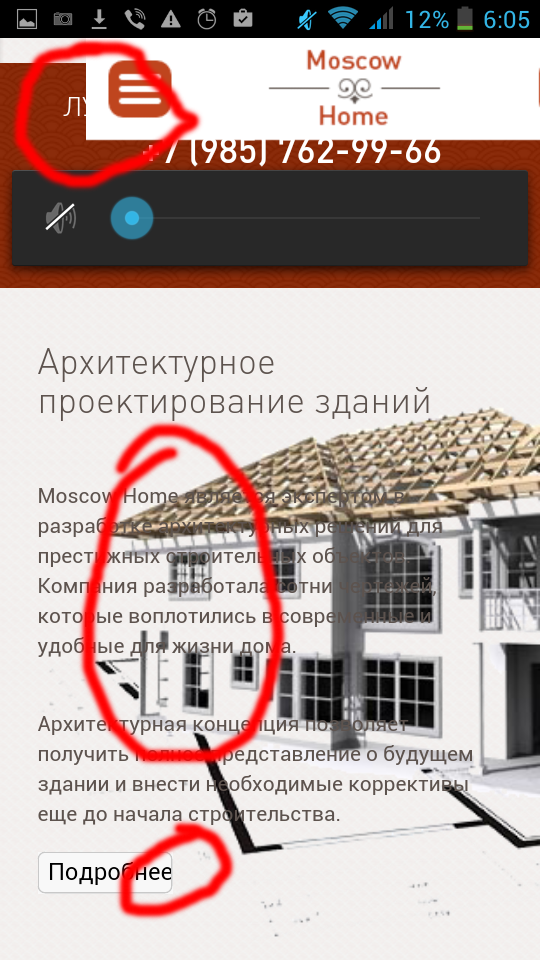 12% 6:05
Moscow
ЛУ
Home
+7 (985) 762-99-66
Архитектурное
проектирование зданий
Moscow Home является экспертом в
разработке архитектурных решений для
престижных строительных объектов.
Компания разработала сотни чертежей,
которые воплотились в современные и
удобные для жизни дома.
Архитектурная концепция позволяет
получить полное представление о будущем
здании и внести необходимые коррективы
еще до начала строительства.
Подробнее